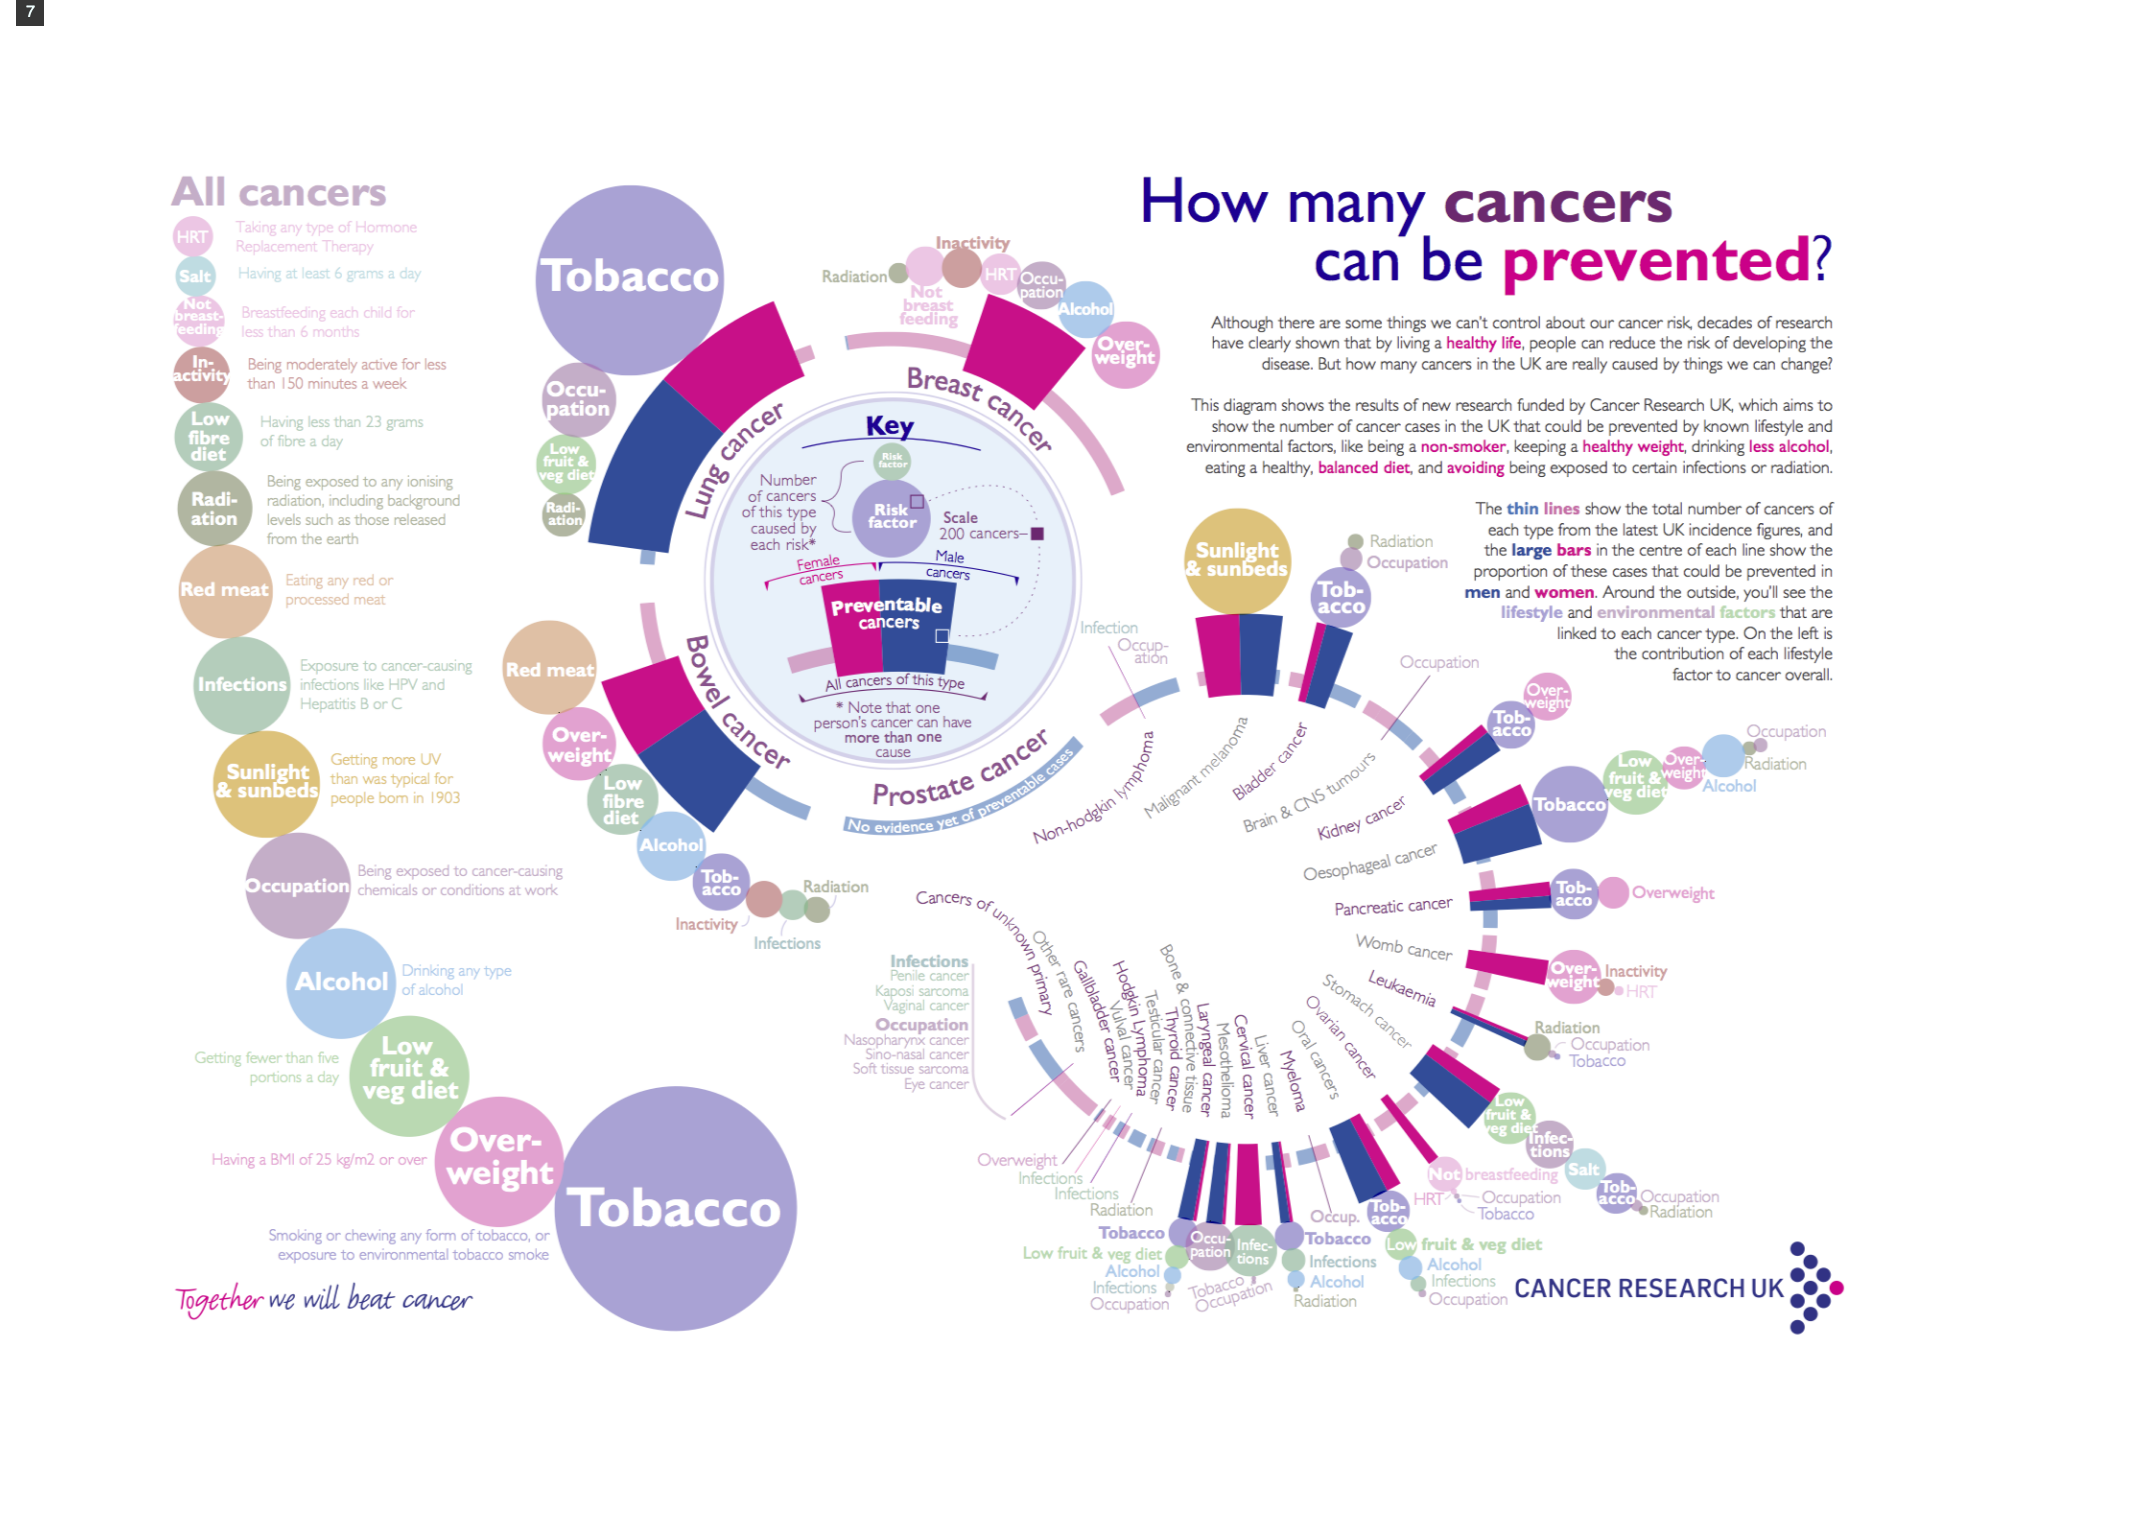 7
All cancers
HRT
Taking any type of Hormone
Replacement Therapy
Salt
Having at least 6 grams a day
Not
breast-
feeding
Breastfeeding each child for
less than 6 months
In-
activity
Being moderately active for less
than 150 minutes a week
Low
fibre
diet
Having less than 23 grams
of fibre a day
Radi-
ation
Being exposed to any ionising
radiation, including background
levels such as those released
from the earth
Red meat
Eating any red or
processed meat
Infections
Exposure to cancer-causing
infections like HPV and
Hepatitis B or C
Sunlight
& sunbeds
Getting more UV
than was typical for
people born in 1903
Occupation
Being exposed to cancer-causing
chemicals or conditions at work
Alcohol
Drinking any type
of alcohol
Low
fruit &
veg diet
Getting fewer than five
portions a day
Over-
weight
Having a BMI of 25 kg/m2 or over
Tobacco
Smoking or chewing any form of tobacco, or
exposure to environmental tobacco smoke
Together we will beat cancer
How many cancers
can be prevented?
Although there are some things we can't control about our cancer risk, decades of research
have clearly shown that by living a healthy life, people can reduce the risk of developing the
disease. But how many cancers in the UK are really caused by things we can change?
This diagram shows the results of new research funded by Cancer Research UK, which aims to
show the number of cancer cases in the UK that could be prevented by known lifestyle and
environmental factors, like being a non-smoker, keeping a healthy weight, drinking less alcohol,
eating a healthy, balanced diet, and avoiding being exposed to certain infections or radiation.
The thin lines show the total number of cancers of
each type from the latest UK incidence figures, and
the large bars in the centre of each line show the
proportion of these cases that could be prevented in
men and women. Around the outside, you'll see the
lifestyle and environmental factors that are
linked to each cancer type. On the left is
the contribution of each lifestyle
factor to cancer overall.
Key
Risk
factor
Number
of cancers
of this type
caused by
each risk*
Risk
factor
Scale
200 cancers
Female
cancers
Male
cancers
Preventable
cancers
All cancers of this type
* Note that one
person's cancer can have
more than one
cause
Lung cancer
Tobacco
Occu-
pation
Low
fruit &
veg diet
Radi-
ation
Breast cancer
Radiation
Not
breast
feeding
Inactivity
HRT
Occu-
pation
Alcohol
Over-
weight
Bowel cancer
Red meat
Over-
weight
Low
fibre
diet
Alcohol
Tob-
acco
Inactivity
Infections
Radiation
Prostate cancer
No evidence yet of preventable cases
Non-hodgkin lymphoma
Infection
Occup-
ation
Malignant melanoma
Sunlight
& sunbeds
Bladder cancer
Tob-
acco
Occupation
Radiation
Brain & CNS tumours
Occupation
Kidney cancer
Tob-
acco
Over-
weight
Oesophageal cancer
Tobacco
Low
fruit &
veg diet
Over-
weight
Alcohol
Radiation
Occupation
Pancreatic cancer
Tob-
acco
Overweight
Womb cancer
Over-
weight
Inactivity
HRT
Leukaemia
Radiation
Occupation
Tobacco
Stomach cancer
Low
fruit &
veg diet
Infec-
tions
Salt
Tob-
acco
Occupation
Radiation
Ovarian cancer
Not breastfeeding
HRT
Occupation
Tobacco
Oral cancers
Tob-
acco
Low fruit & veg diet
Alcohol
Infections
Occupation
Myeloma
Occup.
Liver cancer
Tobacco
Infections
Alcohol
Radiation
Cervical cancer
Infec-
tions
Tobacco
Mesothelioma
Occu-
pation
Occupation
Laryngeal cancer
Tobacco
Low fruit & veg diet
Alcohol
Infections
Occupation
Bone & connective tissue
Thyroid cancer
Radiation
Testicular cancer
Hodgkin Lymphoma
Infections
Vulval cancer
Infections
Gallbladder cancer
Overweight
Other rare cancers
Infections
Penile cancer
Kaposi sarcoma
Vaginal cancer
Occupation
Nasopharynx cancer
Sino-nasal cancer
Soft tissue sarcoma
Eye cancer
Cancers of unknown primary
CANCER RESEARCH UK